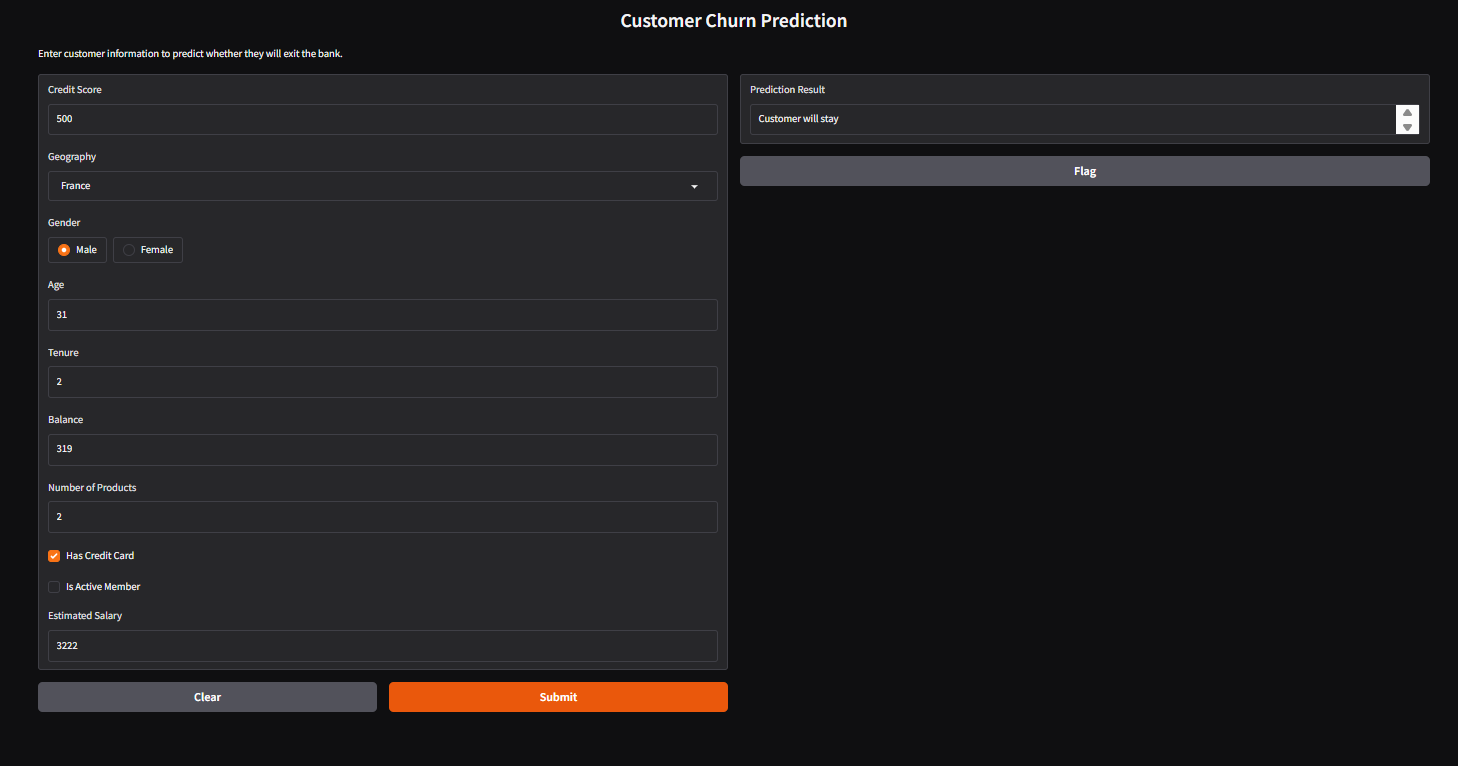 Customer Churn Prediction
Enter customer information to predict whether they will exit the bank.
Credit Score
500
Geography
France
Gender
Male
Female
Age
31
Tenure
2
Balance
319
Number of Products
2
Has Credit Card
Is Active Member
Estimated Salary
3222
Clear
Submit
Prediction Result
Customer will stay
Flag